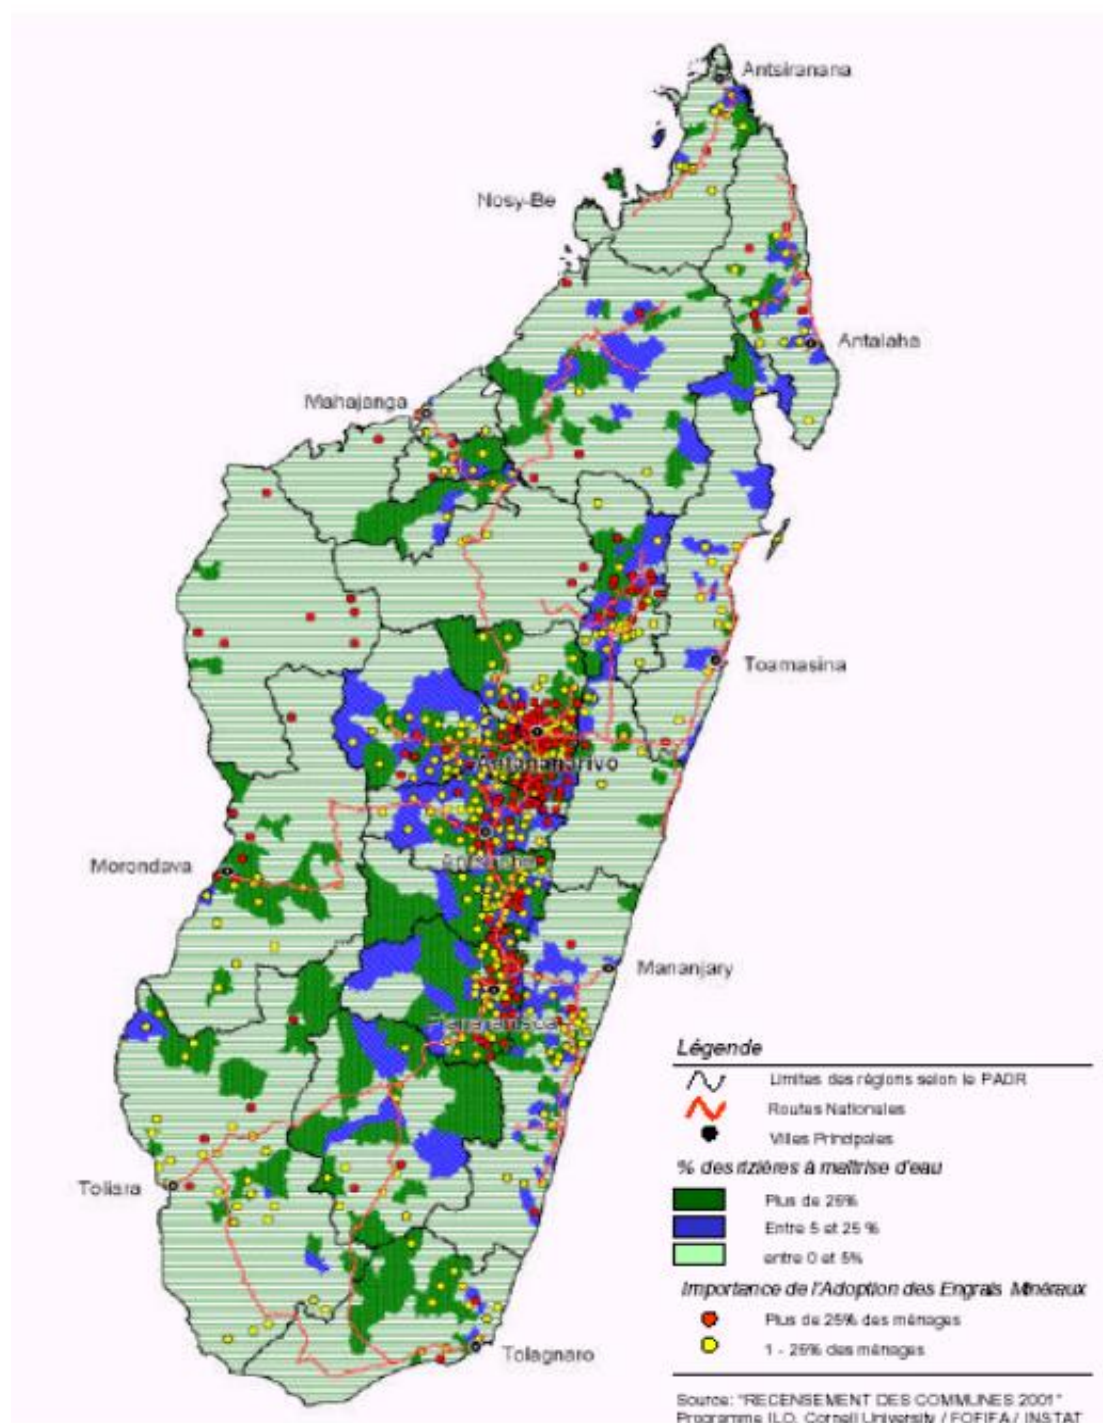 Antsiranana
Nosy-Be
Antalaha
Mahajanga
Toamasina
Antananarivo
Morondava
Antsirabe
Mananjary
Fianarantsoa
Toliara
Tolagnaro
Légende
Limites des régions selon le PADR
Routes Nationales
Villes Principales
% des rizières à maîtrise d'eau
Plus de 25%
Entre 5 et 25 %
entre 0 et 5%
Importance de l'Adoption des Engrais Minéraux
Plus de 25% des ménages
1 - 25% des ménages
Source: "RECENSEMENT DES COMMUNES 2001"
Programme ILO, Cornell University / FOFIFA / INSTAT